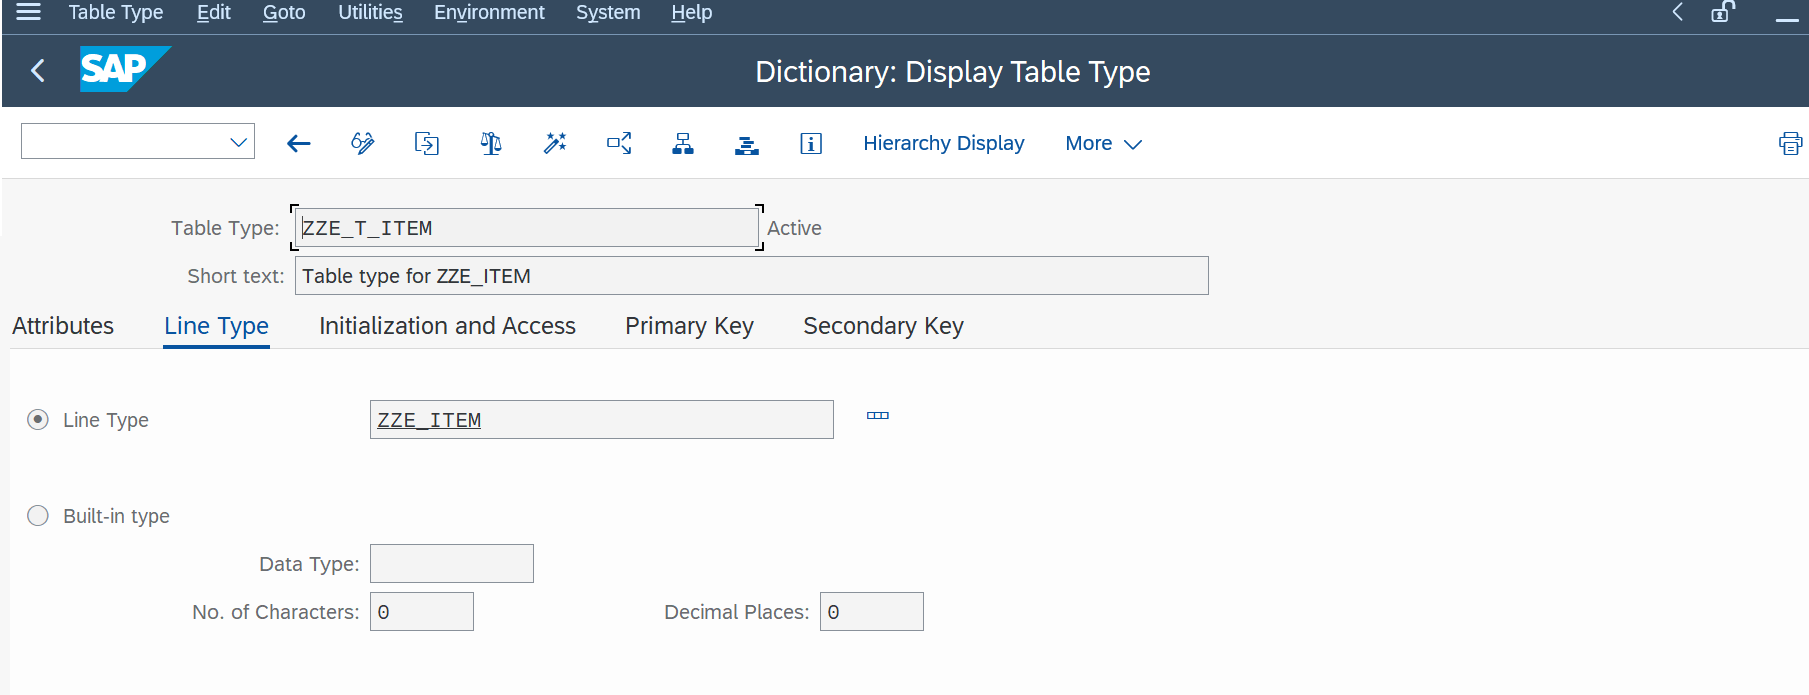 Table Type Edit Goto Utilities Environment System Help
SAP Dictionary: Display Table Type
Hierarchy Display More
Table Type: ZZE_T_ITEM Active
Short text: Table type for ZZE_ITEM
Attributes Line Type Initialization and Access Primary Key Secondary Key
Line Type ZZE_ITEM
Built-in type
Data Type:
No. of Characters: 0 Decimal Places: 0